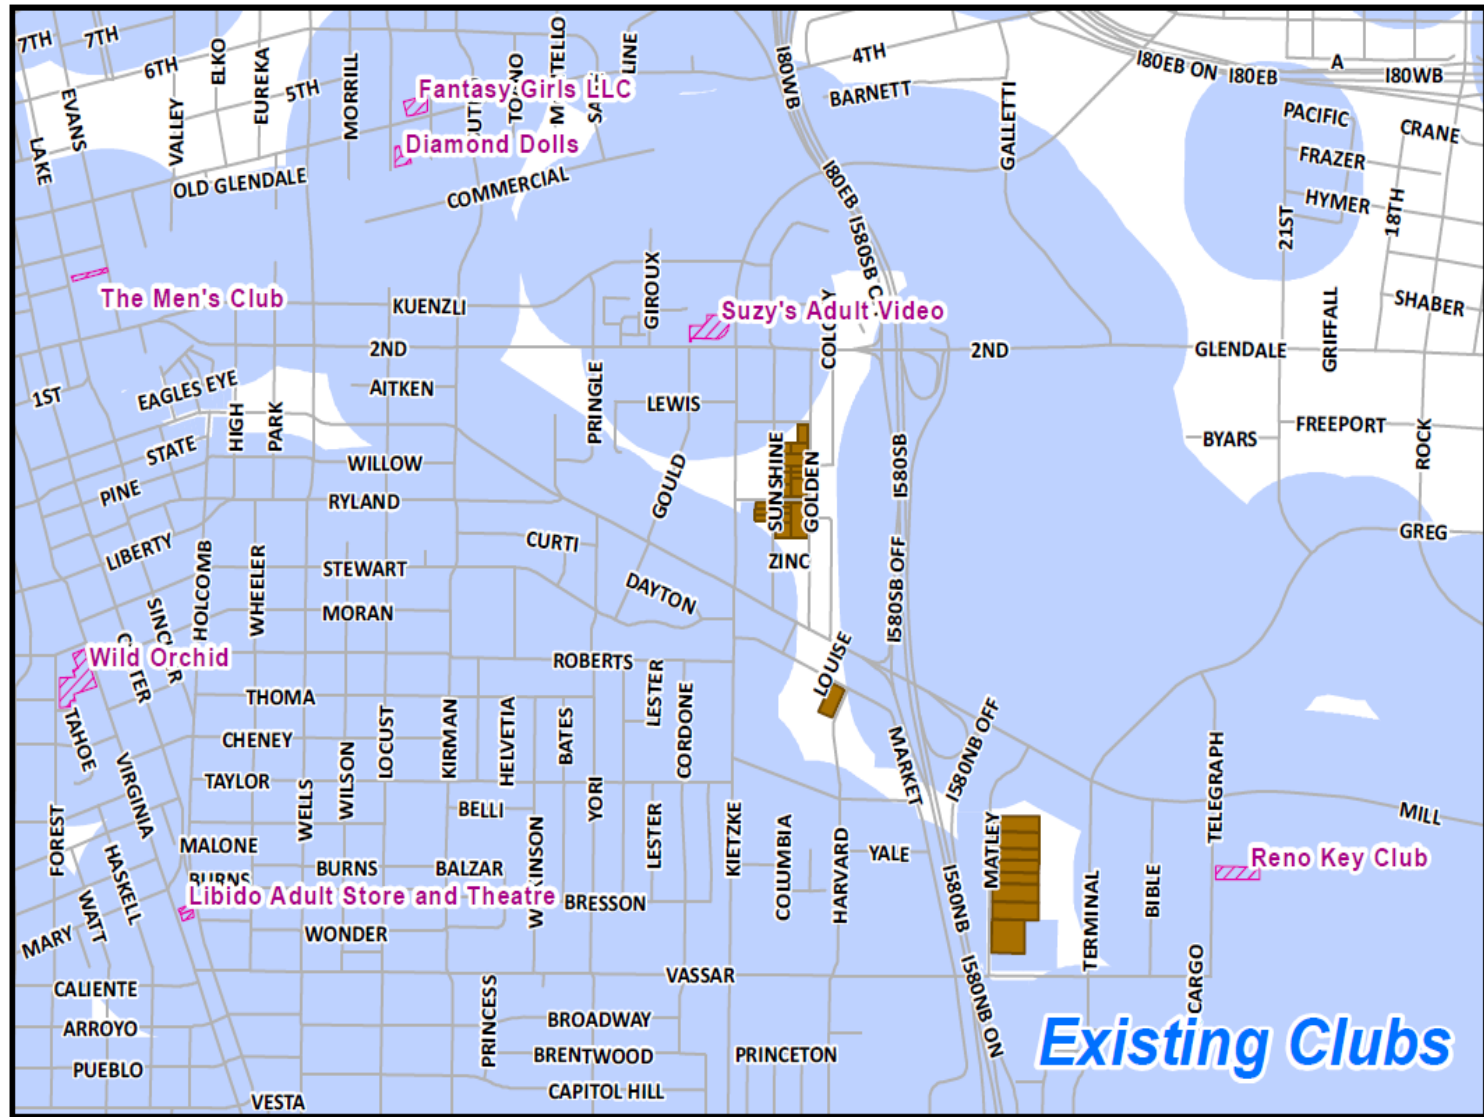 7TH
7TH
6TH
ELKO
EUREKA
5TH
MORRILL
TOANO
LINE
I80WB
4TH
BARNETT
GALLETTI
I80EB ON
I80EB
A
I80WB
EVANS
LAKE
VALLEY
Fantasy Girls LLC
Diamond Dolls
OLD GLENDALE
COMMERCIAL
I80EB
PACIFIC
CRANE
FRAZER
HYMER
18TH
21ST
I580SB C
The Men's Club
KUENZLI
GIROUX
Suzy's Adult Video
SHABER
GRIFFALL
2ND
2ND
GLENDALE
1ST
EAGLES EYE
AITKEN
PRINGLE
LEWIS
HIGH
PARK
STATE
WILLOW
PINE
RYLAND
GOULD
SUNSHINE
GOLDEN
I580SB
BYARS
FREEPORT
ROCK
LIBERTY
CURTI
ZINC
GREG
HOLCOMB
WHEELER
STEWART
DAYTON
MORAN
I580SB OFF
Wild Orchid
ROBERTS
LOUISE
THOMA
LESTER
CORDONE
TAHOE
CHENEY
LOCUST
KIRMAN
HELVETIA
BATES
VIRGINIA
TAYLOR
WILSON
WELLS
BELLI
YORI
MARKET
I580NB OFF
TELEGRAPH
MILL
FOREST
MALONE
BURNS
BURNS
BALZAR
LESTER
KIETZKE
COLUMBIA
HARVARD
YALE
MATLEY
Reno Key Club
HASKELL
Libido Adult Store and Theatre
BRESSON
WATT
MARY
WONDER
I580NB
TERMINAL
BIBLE
VASSAR
CALIENTE
CARGO
ARROYO
PRINCESS
BROADWAY
I580NB ON
PUEBLO
BRENTWOOD
PRINCETON
CAPITOL HILL
VESTA
Existing Clubs